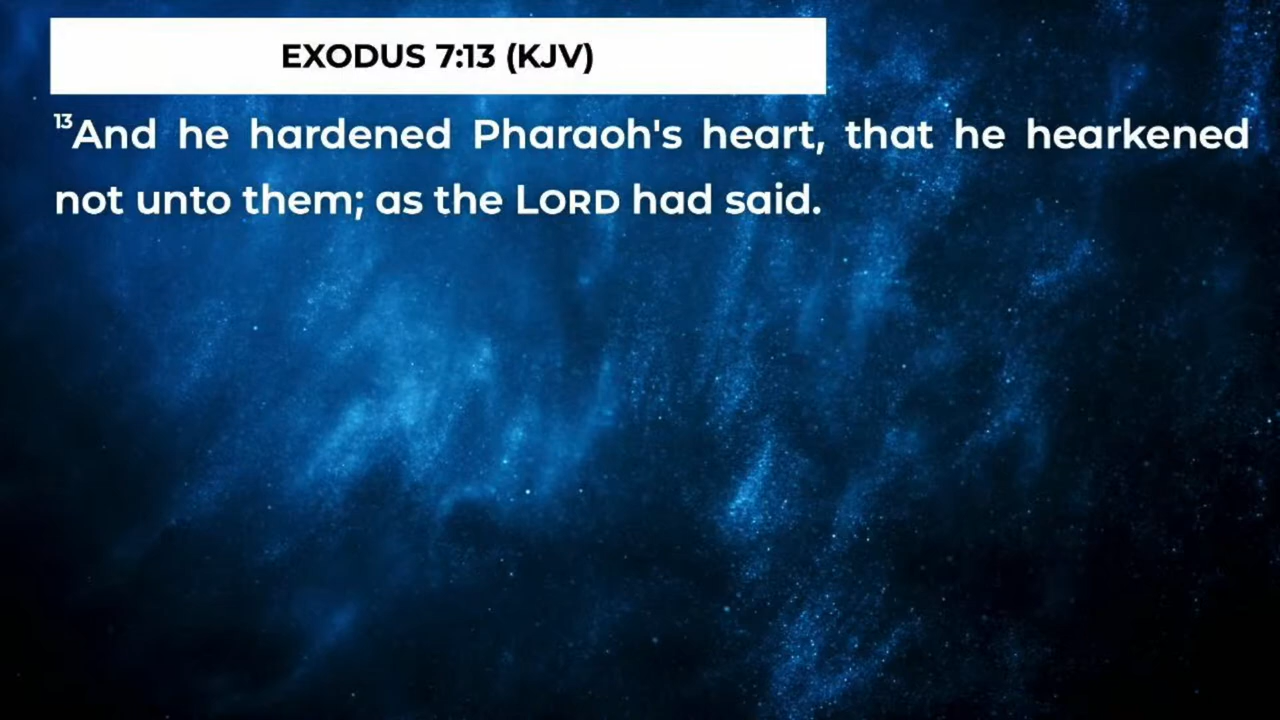 EXODUS 7:13 (KJV)
13And he hardened Pharaoh's heart, that he hearkened
not unto them; as the LORD had said.